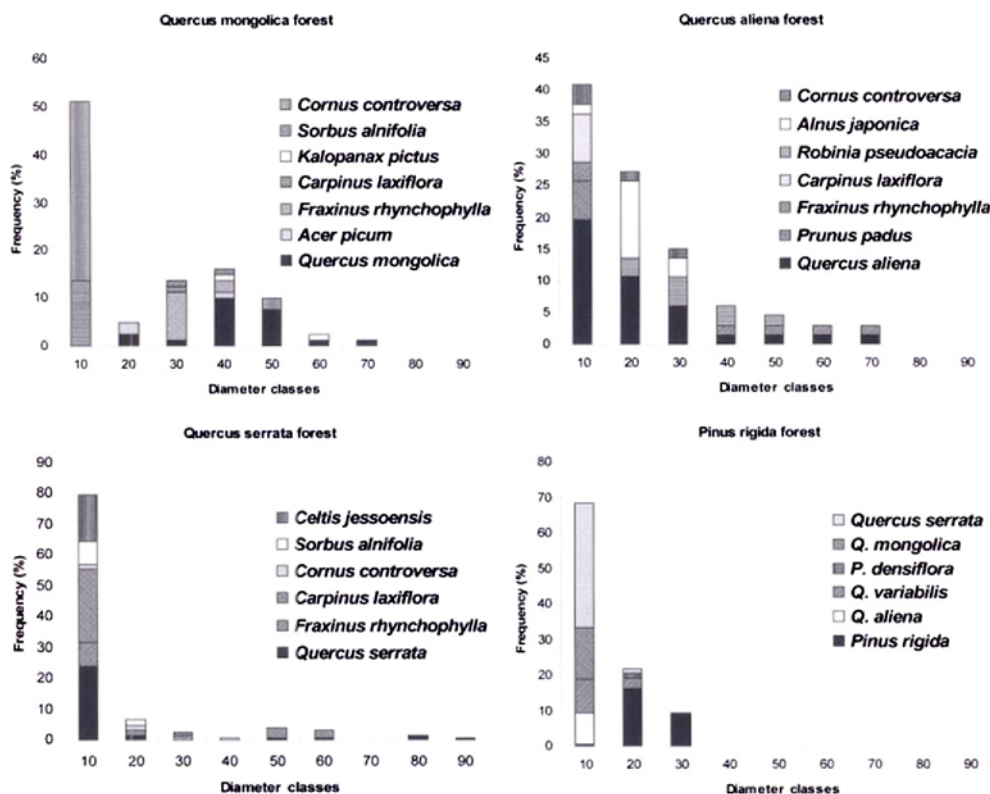 Quercus mongolica forest
60
50
40
30
20
10
0
Frequency (%)
Cornus controversa
Sorbus alnifolia
Kalopanax pictus
Carpinus laxiflora
Fraxinus rhynchophylla
Acer picum
Quercus mongolica
10 20 30 40 50 60 70 80 90
Diameter classes
Quercus aliena forest
45
40
35
30
25
20
15
10
5
0
Frequency (%)
Cornus controversa
Alnus japonica
Robinia pseudoacacia
Carpinus laxiflora
Fraxinus rhynchophylla
Prunus padus
Quercus aliena
10 20 30 40 50 60 70 80 90
Diameter classes
Quercus serrata forest
90
80
70
60
50
40
30
20
10
0
Frequency (%)
Celtis jessoensis
Sorbus alnifolia
Cornus controversa
Carpinus laxiflora
Fraxinus rhynchophylla
Quercus serrata
10 20 30 40 50 60 70 80 90
Diameter classes
Pinus rigida forest
80
70
60
50
40
30
20
10
0
Frequency (%)
Quercus serrata
Q. mongolica
P. densiflora
Q. variabilis
Q. aliena
Pinus rigida
10 20 30 40 50 60 70 80 90
Diameter classes